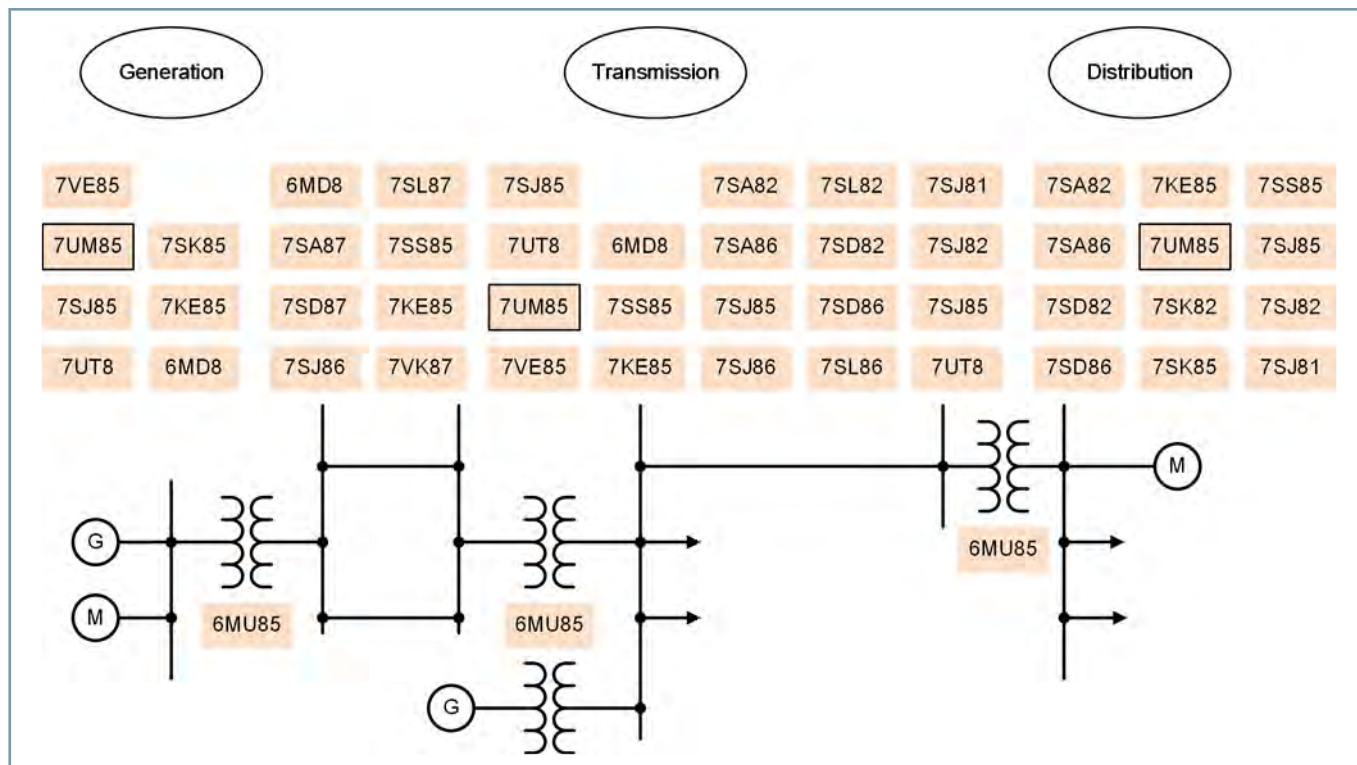 Generation Transmission Distribution
7VE85 6MD8 7SL87 7SJ85 7SA82 7SL82 7SJ81 7SA82 7KE85 7SS85
7UM85 7SK85 7SA87 7SS85 7UT8 6MD8 7SA86 7SD82 7SJ82 7SA86 7UM85 7SJ85
7SJ85 7KE85 7SD87 7KE85 7UM85 7SS85 7SJ85 7SD86 7SJ85 7SD82 7SK82 7SJ82
7UT8 6MD8 7SJ86 7VK87 7VE85 7KE85 7SJ86 7SL86 7UT8 7SD86 7SK85 7SJ81
M
G 6MU85
M 6MU85 6MU85
G